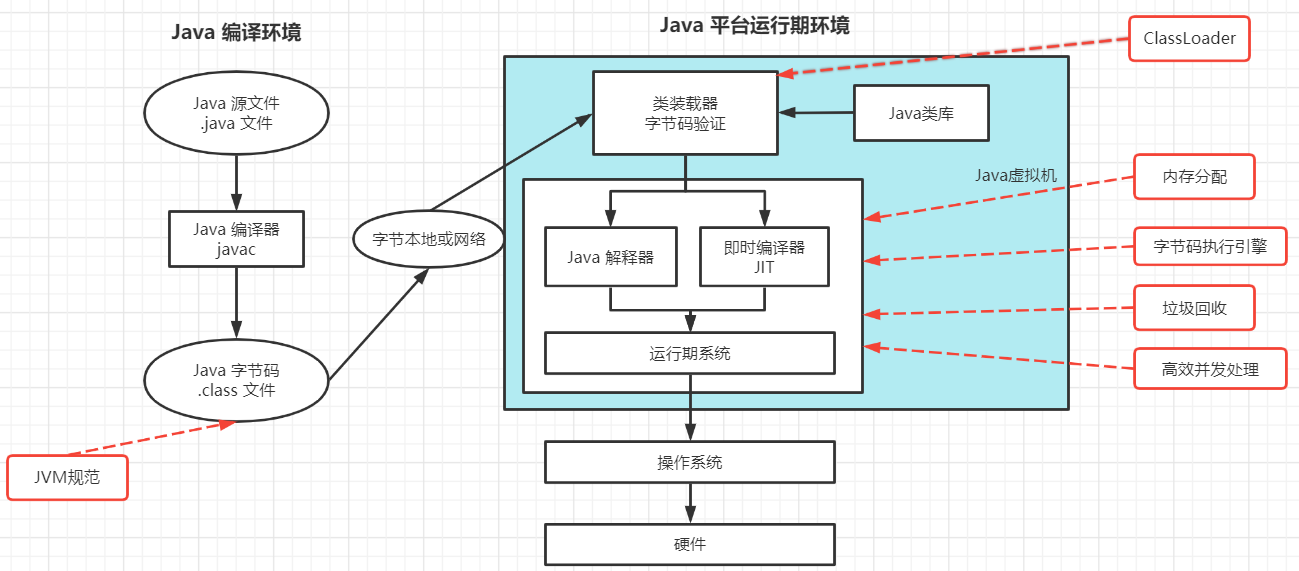 Java 编译环境
Java 平台运行期环境
ClassLoader
Java 源文件
.java 文件
类装载器
字节码验证
Java类库
Java虚拟机
内存分配
Java 编译器
javac
字节本地或网络
Java 解释器
即时编译器
JIT
字节码执行引擎
垃圾回收
运行期系统
高效并发处理
Java 字节码
.class 文件
JVM规范
操作系统
硬件